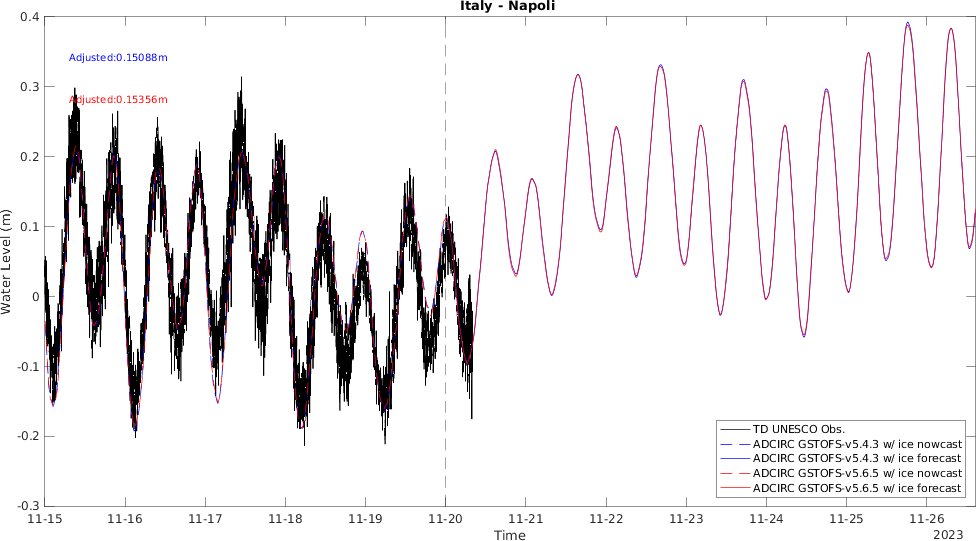 Italy - Napoli
Adjusted:0.15088m
Adjusted:0.15356m
Water Level (m)
0.4
0.3
0.2
0.1
0
-0.1
-0.2
-0.3
TD UNESCO Obs.
ADCIRC GSTOFS-v5.4.3 w/ ice nowcast
ADCIRC GSTOFS-v5.4.3 w/ ice forecast
ADCIRC GSTOFS-v5.6.5 w/ ice nowcast
ADCIRC GSTOFS-v5.6.5 w/ ice forecast
11-15 11-16 11-17 11-18 11-19 11-20 11-21 11-22 11-23 11-24 11-25 11-26
Time
2023